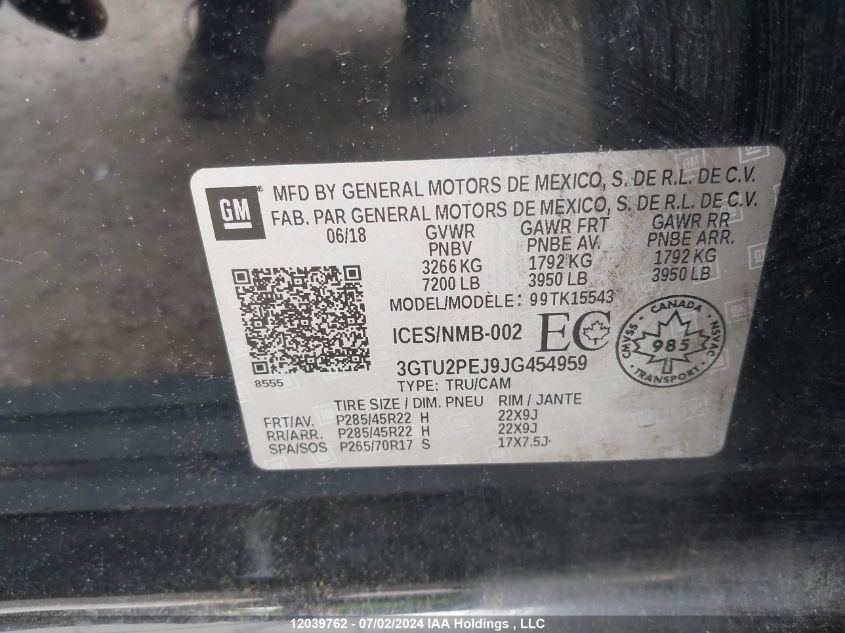 GM
MFD BY GENERAL MOTORS DE MEXICO, S. DE R.L. DE C.V.
FAB. PAR GENERAL MOTORS DE MEXICO, S. DE R.L. DE C.V.
06/18 GVWR GAWR FRT GAWR RR
PNBV PNBE AV. PNBE ARR.
3266 KG 1792 KG 1792 KG
7200 LB 3950 LB 3950 LB
MODEL/MODÈLE: 99TK15543
ICES/NMB-002 EC
CANADA
CMVSS 985 NSVAC
TRANSPORT
3GTU2PEJ9JG454959
8555 TYPE: TRU/CAM
TIRE SIZE / DIM. PNEU RIM / JANTE
FRT/AV. P285/45R22 H 22X9J
RR/ARR. P285/45R22 H 22X9J
SPA/SOS P265/70R17 S 17X7.5J
12039762 - 07/02/2024 IAA Holdings , LLC